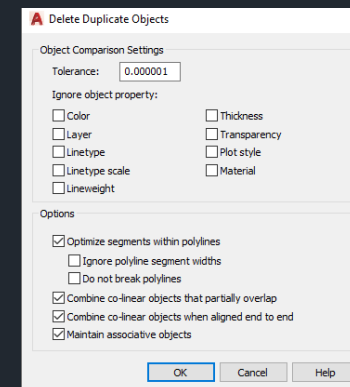 Delete Duplicate Objects
Object Comparison Settings
Tolerance: 0.000001
Ignore object property:
Color
Thickness
Layer
Transparency
Linetype
Plot style
Linetype scale
Material
Lineweight
Options
Optimize segments within polylines
Ignore polyline segment widths
Do not break polylines
Combine co-linear objects that partially overlap
Combine co-linear objects when aligned end to end
Maintain associative objects
OK Cancel Help